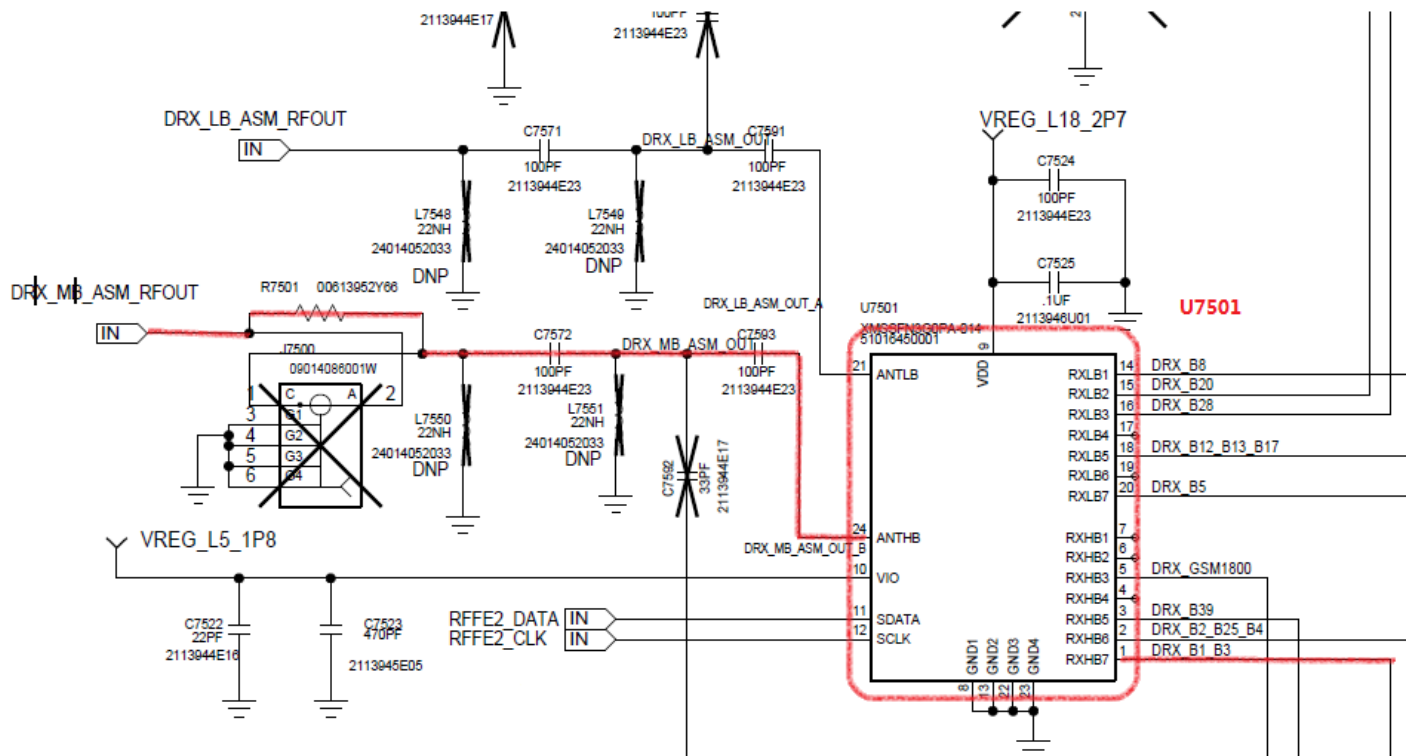 2113944E17
100PF
2113944E23
2
DRX_LB_ASM_RFOUT
IN
C7571
100PF
2113944E23
DRX_LB_ASM_OUT
C7591
100PF
2113944E23
VREG_L18_2P7
C7524
100PF
2113944E23
C7525
.1UF
2113946U01
L7548
22NH
24014052033
DNP
L7549
22NH
24014052033
DNP
DRX_MB_ASM_RFOUT
IN
R7501 00613952Y66
DRX_LB_ASM_OUT_A
J7500
09014086001W
1 C A 2
3 G1
4 G2
5 G3
6 G4
C7572
100PF
2113944E23
DRX_MB_ASM_OUT
C7593
100PF
2113944E23
L7550
22NH
24014052033
DNP
L7551
22NH
24014052033
DNP
C7592
33PF
2113944E17
DRX_MB_ASM_OUT_B
U7501
51016450001
U7501
9
VDD
21 ANTLB
24 ANTHB
10 VIO
11 SDATA
12 SCLK
RXLB1 14 DRX_B8
RXLB2 15 DRX_B20
RXLB3 16 DRX_B28
RXLB4 17
RXLB5 18 DRX_B12_B13_B17
RXLB6 19
RXLB7 20 DRX_B5
RXHB1 7
RXHB2 6
RXHB3 5 DRX_GSM1800
RXHB4 4
RXHB5 3 DRX_B39
RXHB6 2 DRX_B2_B25_B4
RXHB7 1 DRX_B1_B3
GND1 GND2 GND3 GND4
8 13 22 23
VREG_L5_1P8
C7522
22PF
2113944E16
C7523
470PF
2113945E05
RFFE2_DATA IN
RFFE2_CLK IN